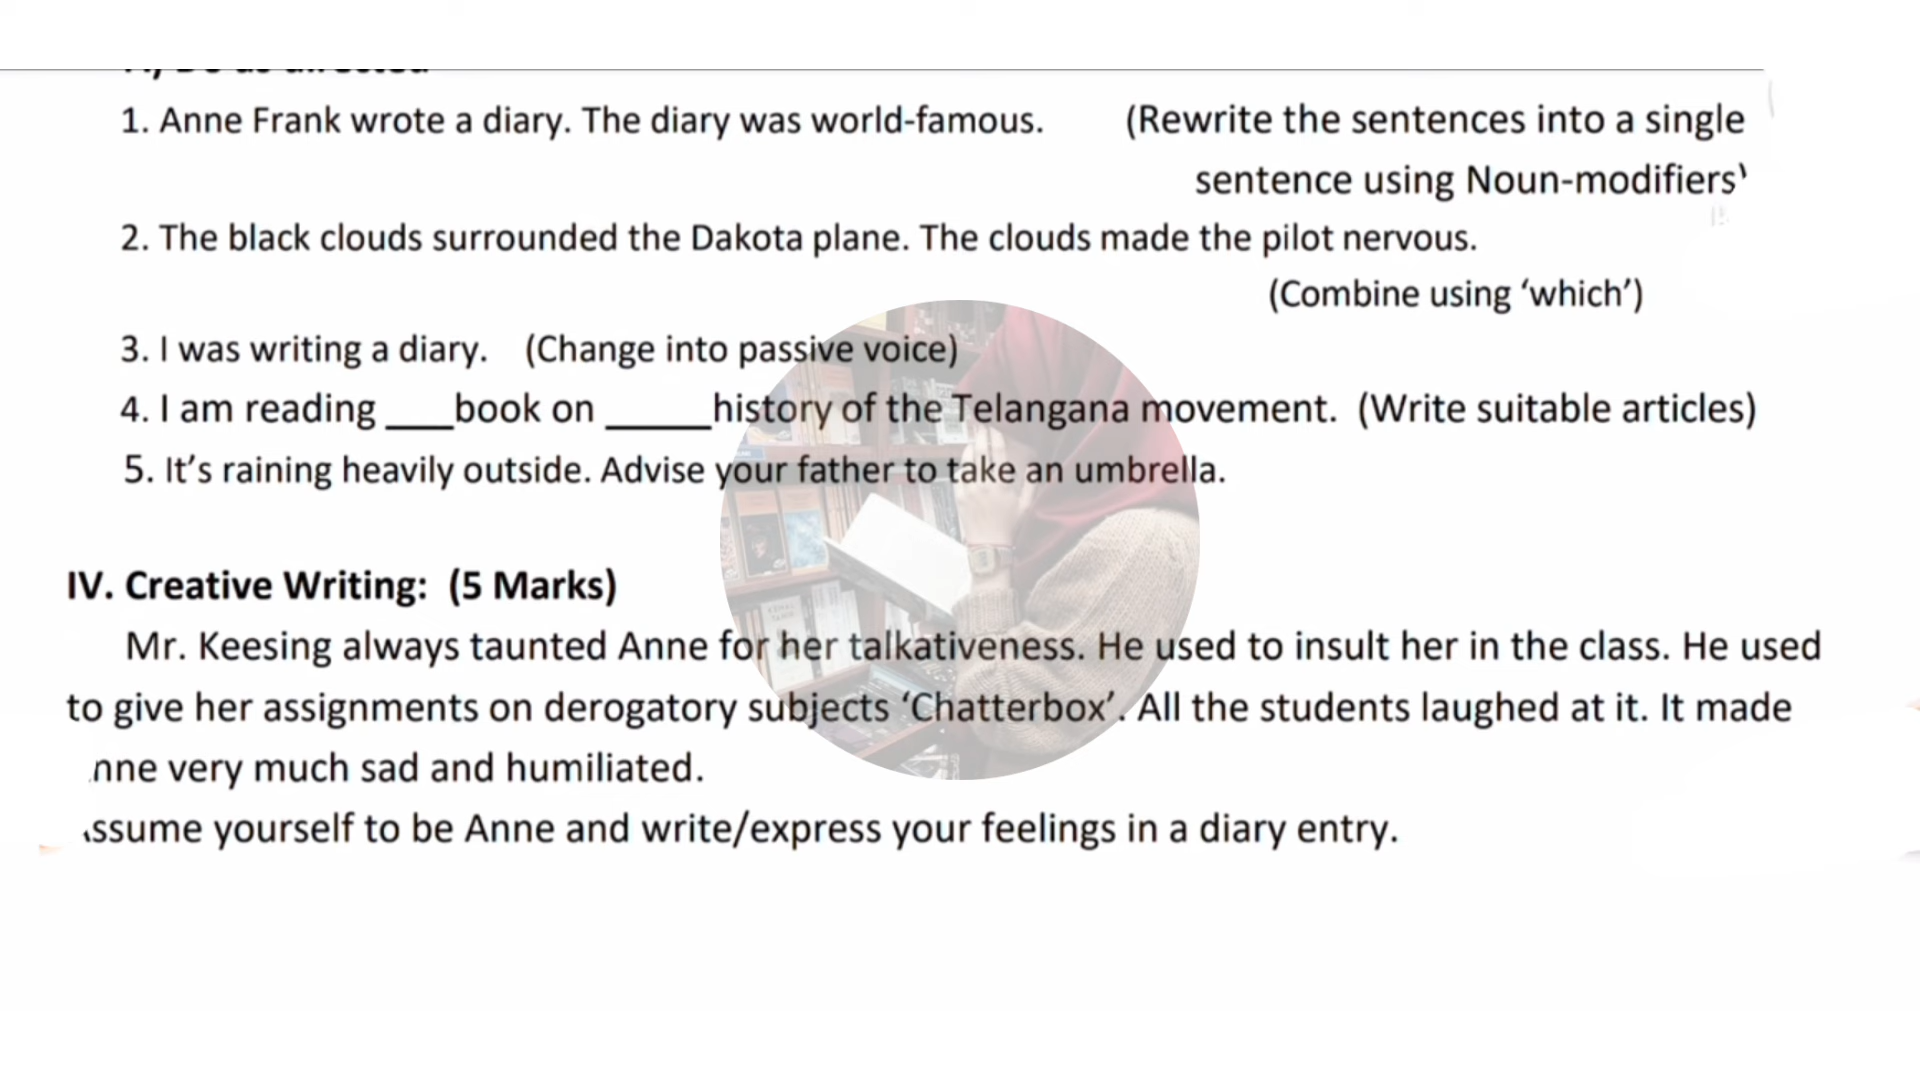 1. Anne Frank wrote a diary. The diary was world-famous. (Rewrite the sentences into a single
sentence using Noun-modifiers)
2. The black clouds surrounded the Dakota plane. The clouds made the pilot nervous.
(Combine using ‘which’)
3. I was writing a diary. (Change into passive voice)
4. I am reading ____book on ______history of the Telangana movement. (Write suitable articles)
5. It’s raining heavily outside. Advise your father to take an umbrella.
IV. Creative Writing: (5 Marks)
Mr. Keesing always taunted Anne for her talkativeness. He used to insult her in the class. He used
to give her assignments on derogatory subjects ‘Chatterbox’. All the students laughed at it. It made
nne very much sad and humiliated.
ssume yourself to be Anne and write/express your feelings in a diary entry.